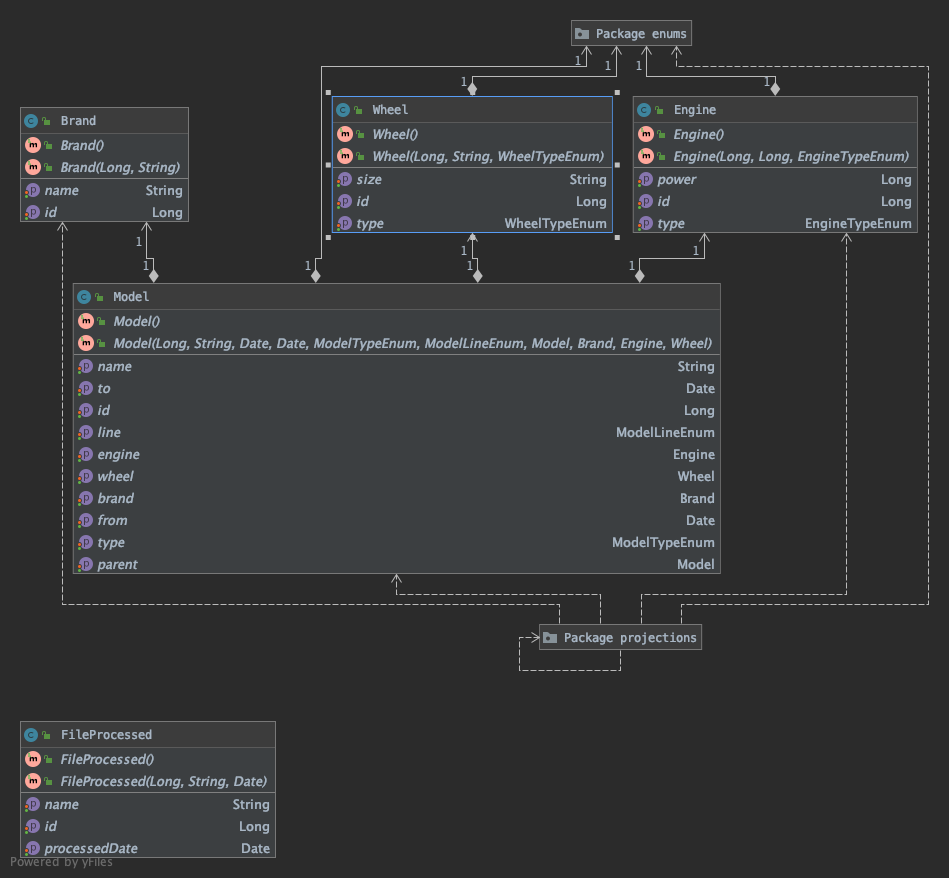 Package enums
1
1
1
1
1
Wheel
Wheel()
Wheel(Long, String, WheelTypeEnum)
size String
id Long
type WheelTypeEnum
Engine
Engine()
Engine(Long, Long, EngineTypeEnum)
power Long
id Long
type EngineTypeEnum
Brand
Brand()
Brand(Long, String)
name String
id Long
1
1
1
1
1
1
1
Model
Model()
Model(Long, String, Date, Date, ModelTypeEnum, ModelLineEnum, Model, Brand, Engine, Wheel)
name String
to Date
id Long
line ModelLineEnum
engine Engine
wheel Wheel
brand Brand
from Date
type ModelTypeEnum
parent Model
Package projections
FileProcessed
FileProcessed()
FileProcessed(Long, String, Date)
name String
id Long
processedDate Date
Powered by yFiles